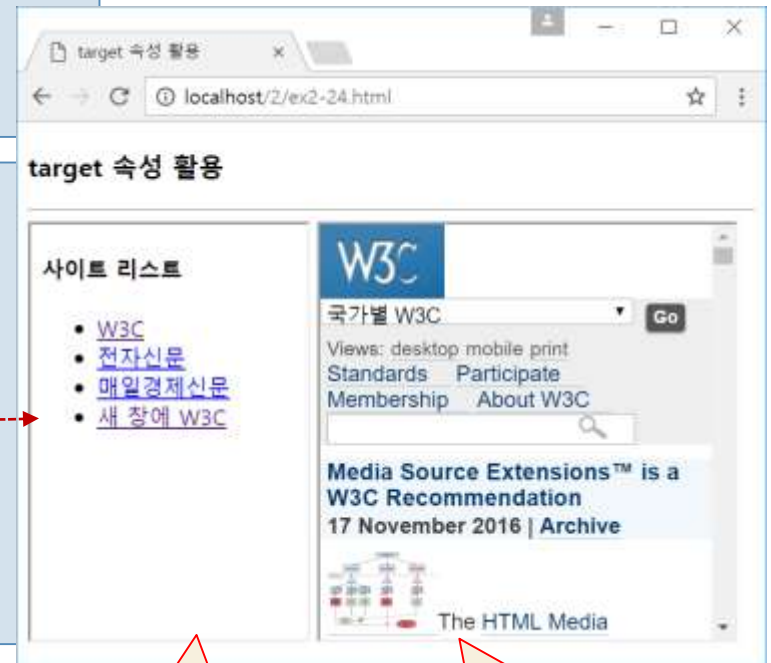 target 속성 활용
localhost/2/ex2-24.html
target 속성 활용
사이트 리스트
W3C
전자신문
매일경제신문
새 창에 W3C
W3C
국가별 W3C
Go
Views: desktop mobile print
Standards Participate
Membership About W3C
Media Source Extensions™ is a
W3C Recommendation
17 November 2016 | Archive
The HTML Media